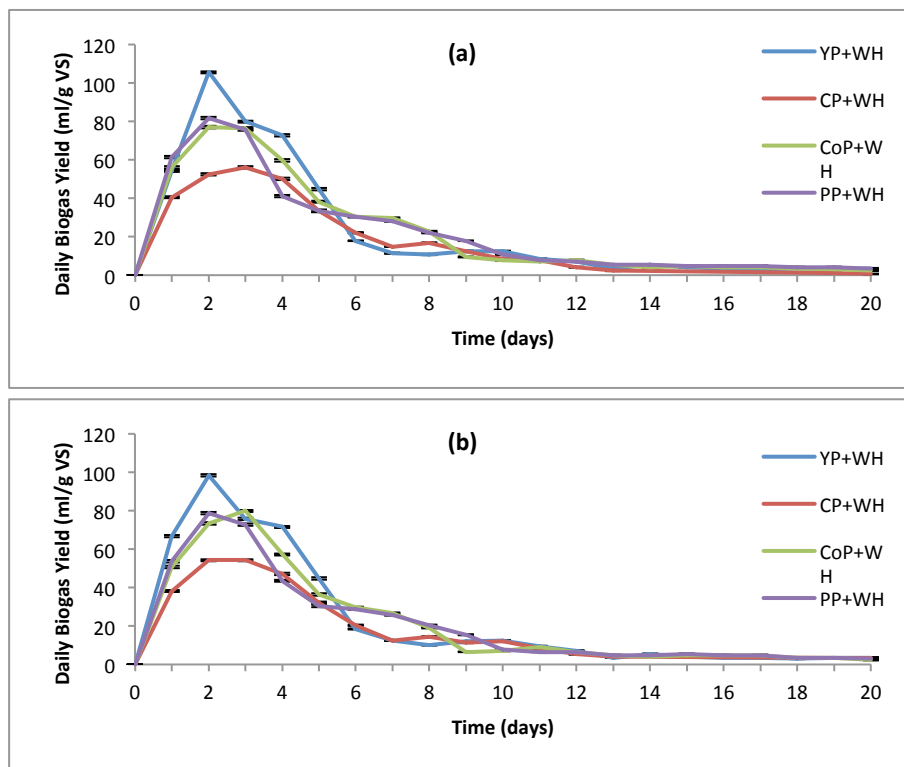 (a)
Daily Biogas Yield (ml/g VS)
120
100
80
60
40
20
0
0 2 4 6 8 10 12 14 16 18 20
Time (days)
YP+WH
CP+WH
CoP+W
H
PP+WH
(b)
Daily Biogas Yield (ml/g VS)
120
100
80
60
40
20
0
0 2 4 6 8 10 12 14 16 18 20
Time (days)
YP+WH
CP+WH
CoP+W
H
PP+WH